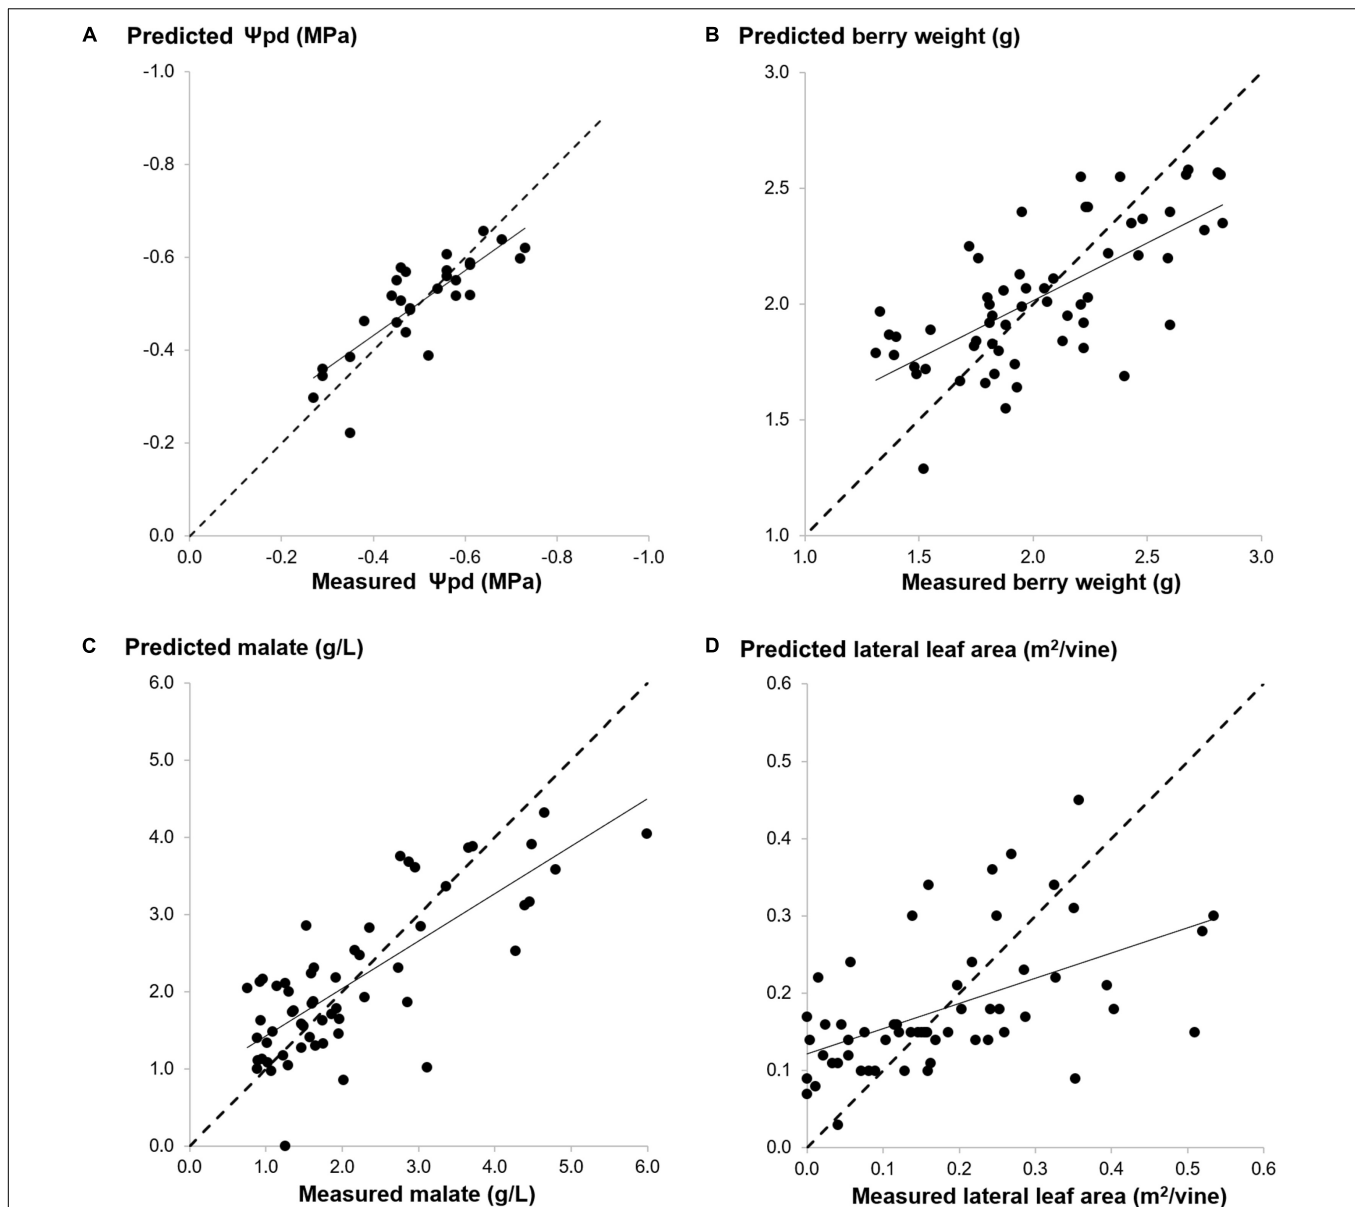 A Predicted Ψpd (MPa)
-1.0
-0.8
-0.6
-0.4
-0.2
0.0
0.0 -0.2 -0.4 -0.6 -0.8 -1.0
Measured Ψpd (MPa)
B Predicted berry weight (g)
3.0
2.5
2.0
1.5
1.0
1.0 1.5 2.0 2.5 3.0
Measured berry weight (g)
C Predicted malate (g/L)
6.0
5.0
4.0
3.0
2.0
1.0
0.0
0.0 1.0 2.0 3.0 4.0 5.0 6.0
Measured malate (g/L)
D Predicted lateral leaf area (m²/vine)
0.6
0.5
0.4
0.3
0.2
0.1
0.0
0.0 0.1 0.2 0.3 0.4 0.5 0.6
Measured lateral leaf area (m²/vine)